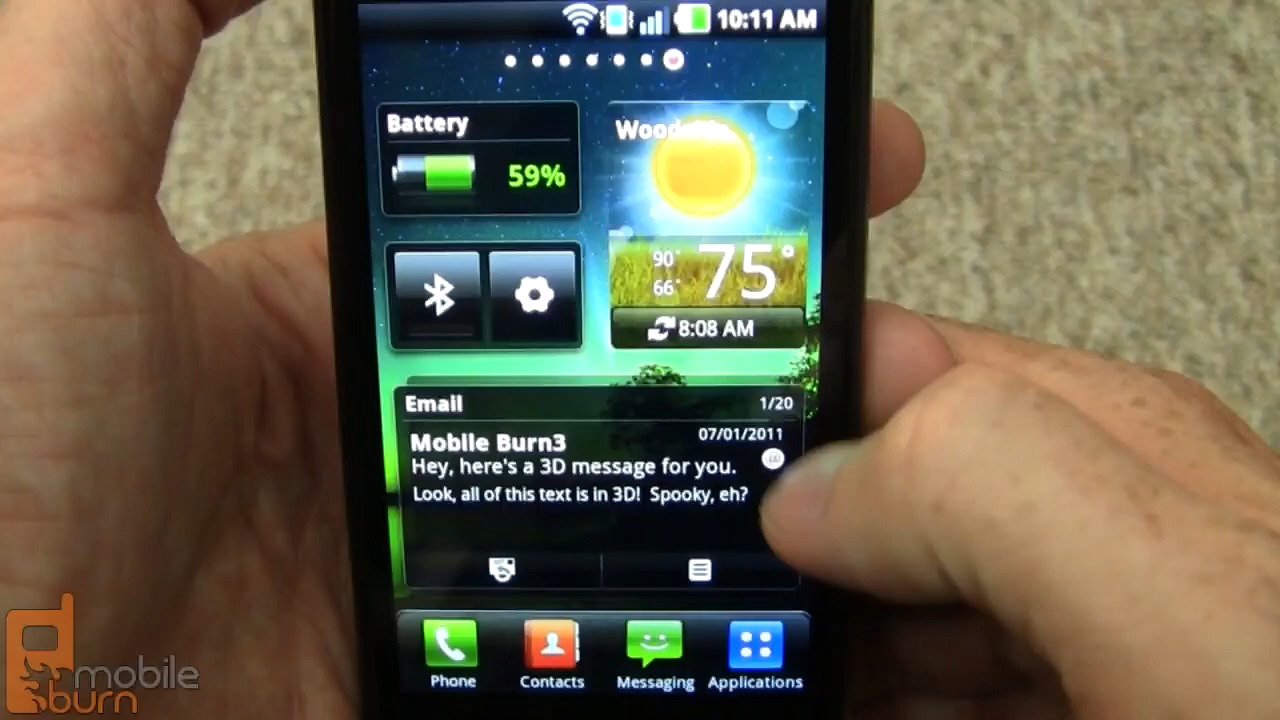 10:11 AM
Battery
59%
90°
66°
75°
8:08 AM
Email
1/20
07/01/2011
Mobile Burn3
Hey, here's a 3D message for you.
Look, all of this text is in 3D! Spooky, eh?
Phone
Contacts
Messaging
Applications
mobile
burn